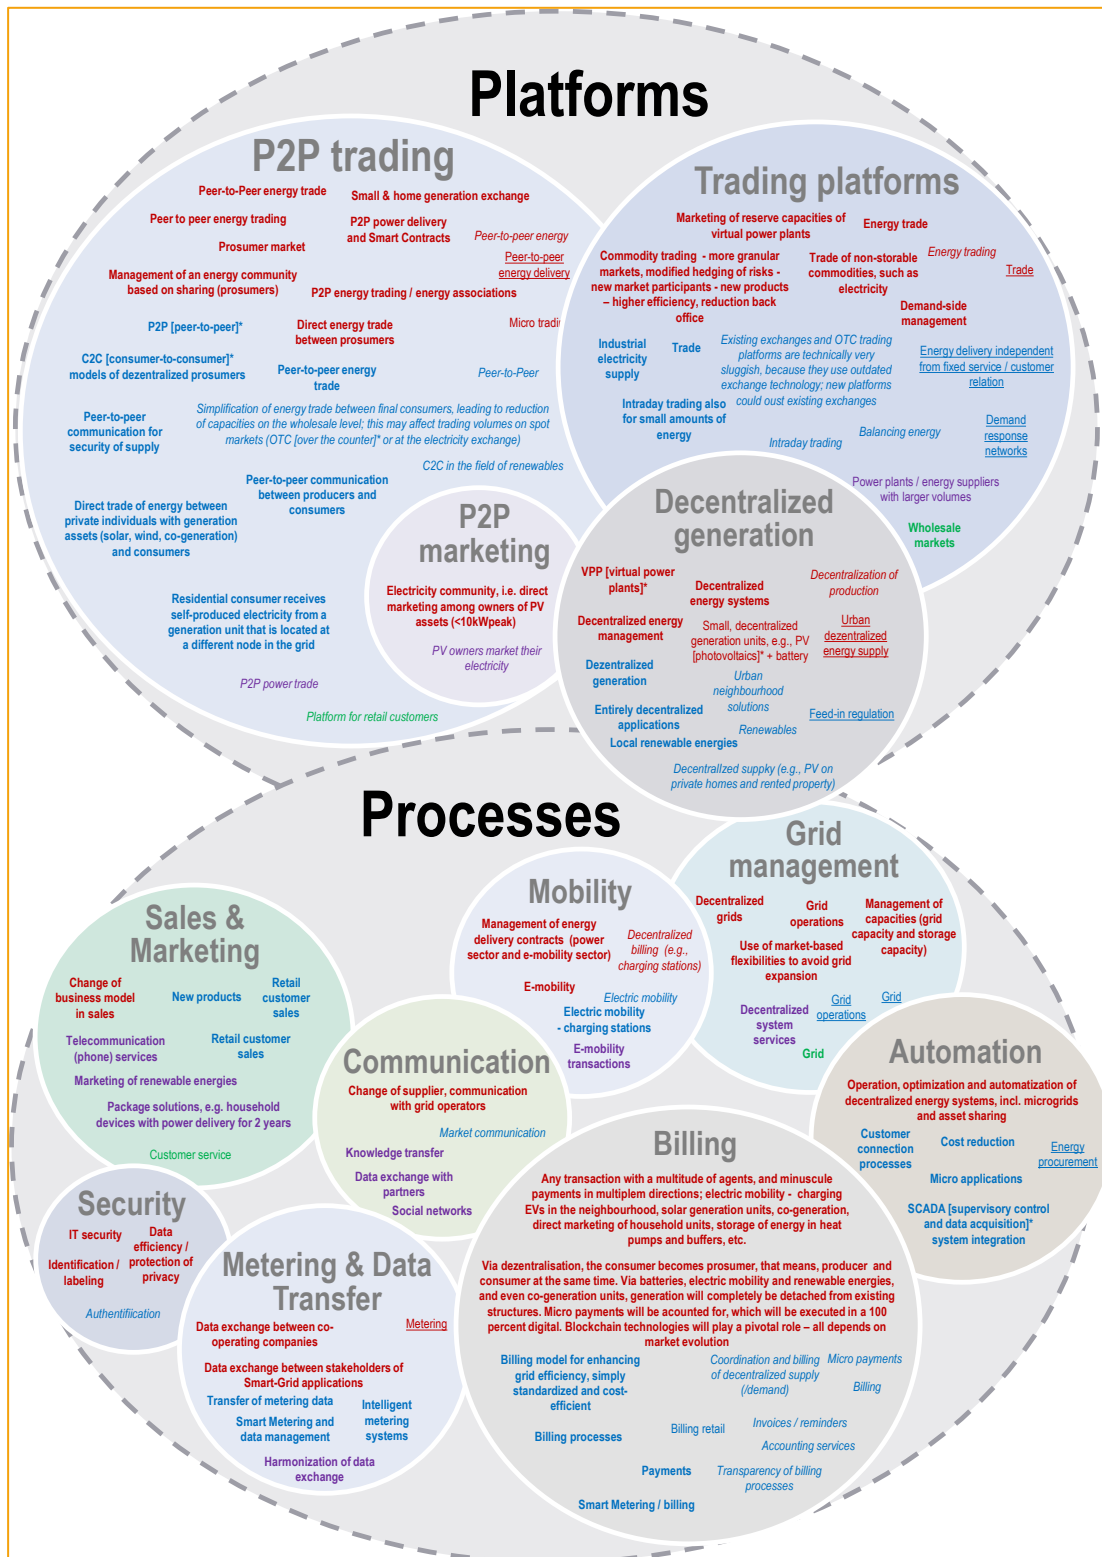 Platforms
P2P trading
Peer-to-Peer energy trade
Small & home generation exchange
Peer to peer energy trading
P2P power delivery
and Smart Contracts
Peer-to-peer energy
Prosumer market
Peer-to-peer
energy delivery
Management of an energy community
based on sharing (prosumers)
P2P energy trading / energy associations
P2P [peer-to-peer]*
Direct energy trade
between prosumers
Micro tradi
C2C [consumer-to-consumer]*
models of dezentralized prosumers
Peer-to-peer energy
trade
Peer-to-Peer
Peer-to-peer
communication for
security of supply
Simplification of energy trade between final consumers, leading to reduction
of capacities on the wholesale level; this may affect trading volumes on spot
markets (OTC [over the counter]* or at the electricity exchange)
C2C in the field of renewables
Peer-to-peer communication
between producers and
consumers
Direct trade of energy between
private individuals with generation
assets (solar, wind, co-generation)
and consumers
Residential consumer receives
self-produced electricity from a
generation unit that is located at
a different node in the grid
P2P power trade
Platform for retail customers
P2P
marketing
Electricity community, i.e. direct
marketing among owners of PV
assets (<10kWpeak)
PV owners market their
electricity
Trading platforms
Marketing of reserve capacities of
virtual power plants
Energy trade
Commodity trading - more granular
markets, modified hedging of risks -
new market participants - new products
– higher efficiency, reduction back
office
Trade of non-storable
commodities, such as
electricity
Energy trading
Trade
Demand-side
management
Industrial
electricity
supply
Trade
Existing exchanges and OTC trading
platforms are technically very
sluggish, because they use outdated
exchange technology; new platforms
could oust existing exchanges
Energy delivery independent
from fixed service / customer
relation
Intraday trading also
for small amounts of
energy
Intraday trading
Balancing energy
Demand
response
networks
Power plants / energy suppliers
with larger volumes
Wholesale
markets
Decentralized
generation
VPP [virtual power
plants]*
Decentralized
energy systems
Decentralization of
production
Decentralized energy
management
Small, decentralized
generation units, e.g., PV
[photovoltaics]* + battery
Urban
dezentralized
energy supply
Dezentralized
generation
Urban
neighbourhood
solutions
Entirely decentralized
applications
Renewables
Feed-in regulation
Local renewable energies
DecentralIzed suppky (e.g., PV on
private homes and rented property)
Processes
Grid
management
Decentralized
grids
Grid
operations
Management of
capacities (grid
capacity and storage
capacity)
Use of market-based
flexibilities to avoid grid
expansion
Decentralized
system
services
Grid
operations
Grid
Grid
Mobility
Management of energy
delivery contracts (power
sector and e-mobility sector)
Decentralized
billing (e.g.,
charging stations)
E-mobility
Electric mobility
Electric mobility
- charging stations
E-mobility
transactions
Sales &
Marketing
Change of
business model
in sales
New products
Retail
customer
sales
Telecommunication
(phone) services
Retail customer
sales
Marketing of renewable energies
Package solutions, e.g. household
devices with power delivery for 2 years
Customer service
Communication
Change of supplier, communication
with grid operators
Market communication
Knowledge transfer
Data exchange with
partners
Social networks
Automation
Operation, optimization and automatization of
decentralized energy systems, incl. microgrids
and asset sharing
Customer
connection
processes
Cost reduction
Energy
procurement
Micro applications
SCADA [supervisory control
and data acquisition]*
system integration
Security
IT security
Data
efficiency /
protection of
privacy
Identification /
labeling
Authentifiication
Metering & Data
Transfer
Data exchange between co-
operating companies
Metering
Data exchange between stakeholders of
Smart-Grid applications
Transfer of metering data
Smart Metering and
data management
Intelligent
metering
systems
Harmonization of data
exchange
Billing
Any transaction with a multitude of agents, and minuscule
payments in multiplem directions; electric mobility - charging
EVs in the neighbourhood, solar generation units, co-generation,
direct marketing of household units, storage of energy in heat
pumps and buffers, etc.
Via dezentralisation, the consumer becomes prosumer, that means, producer and
consumer at the same time. Via batteries, electric mobility and renewable energies,
and even co-generation units, generation will completely be detached from existing
structures. Micro payments will be acounted for, which will be executed in a 100
percent digital. Blockchain technologies will play a pivotal role – all depends on
market evolution
Billing model for enhancing
grid efficiency, simply
standardized and cost-
efficient
Coordination and billing
of decentralized supply
(/demand)
Micro payments
Billing
Billing processes
Billing retail
Invoices / reminders
Accounting services
Payments
Transparency of billing
processes
Smart Metering / billing